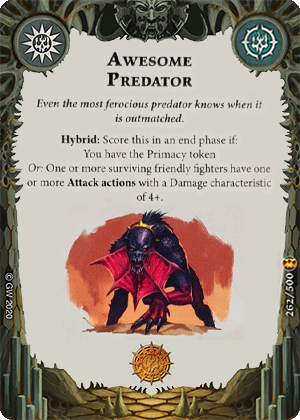 AWESOME
PREDATOR
Even the most ferocious predator knows when it
is outmatched.
Hybrid: Score this in an end phase if:
You have the Primacy token
Or: One or more surviving friendly fighters have one
or more Attack actions with a Damage characteristic
of 4+.
© GW 2020
262/500